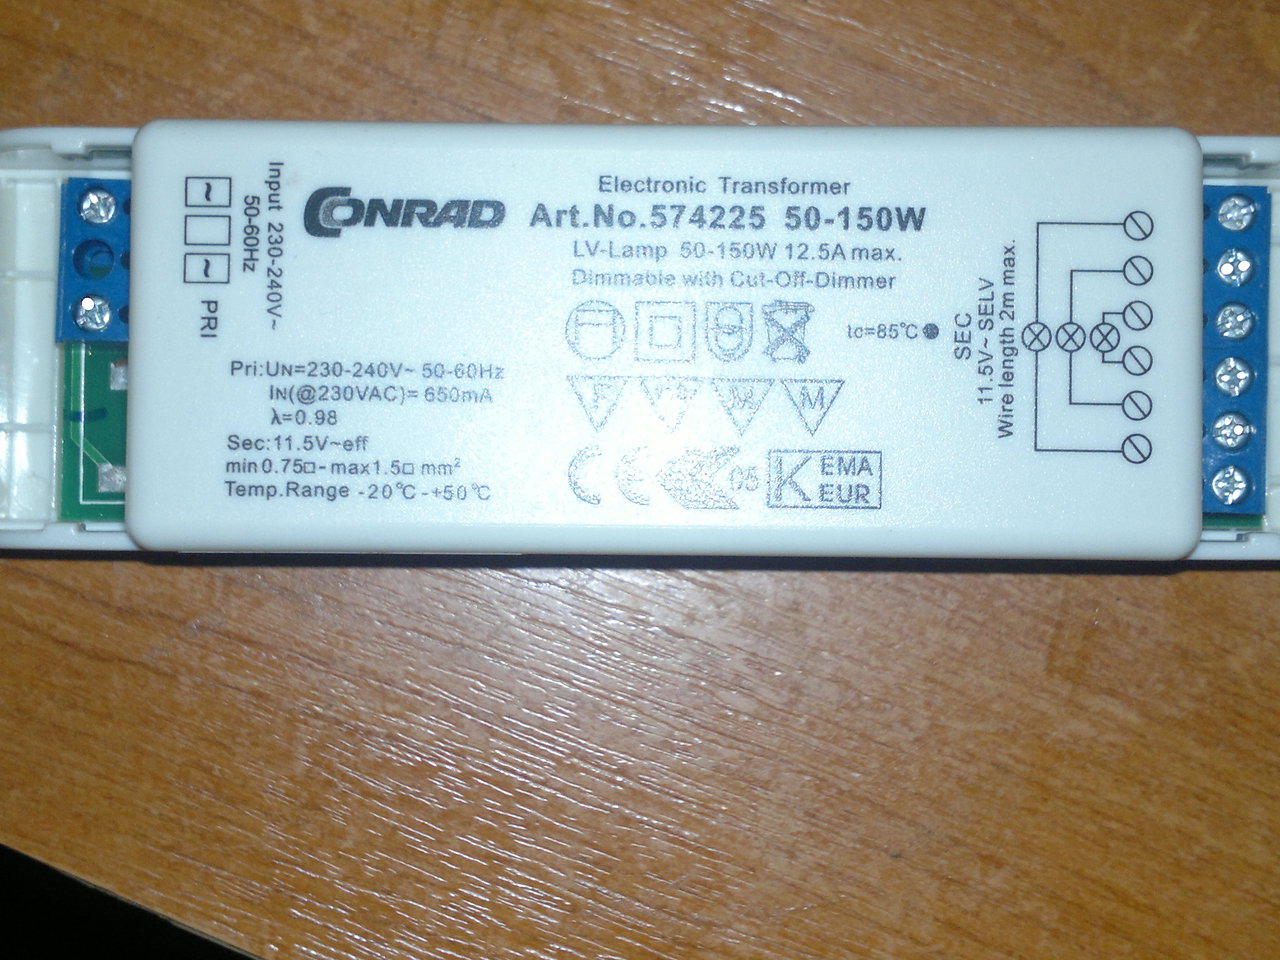 Input 230-240V~
50-60Hz
~
~
PRI
CONRAD
Electronic Transformer
Art.No.574225 50-150W
LV-Lamp 50-150W 12.5A max.
Dimmable with Cut-Off-Dimmer
tc=85℃
Pri:UN=230-240V~ 50-60Hz
IN(@230VAC)= 650mA
λ=0.98
Sec:11.5V~eff
min0.75□-max1.5□ mm²
Temp.Range -20℃-+50℃
F
M
M
CE
05
KEMA
EUR
SEC
11.5V~ SELV
Wire length 2m max.